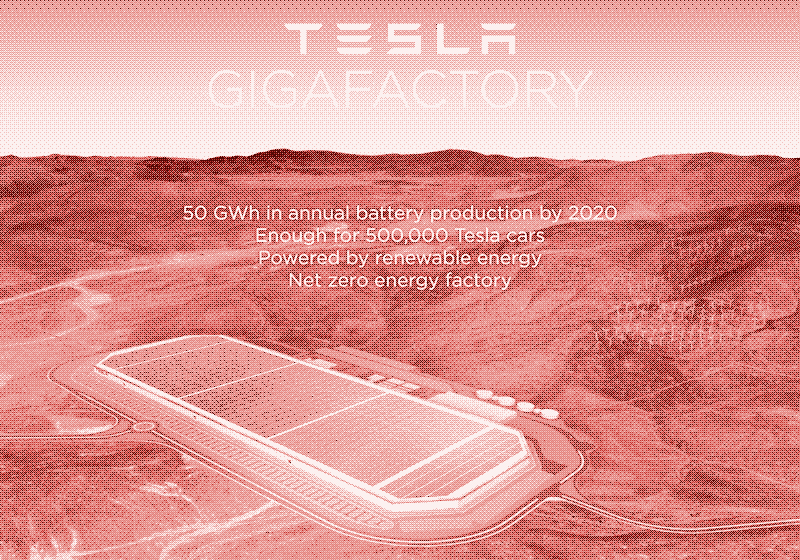 TESLA
GIGAFACTORY
50 GWh in annual battery production by 2020
Enough for 500,000 Tesla cars
Powered by renewable energy
Net zero energy factory